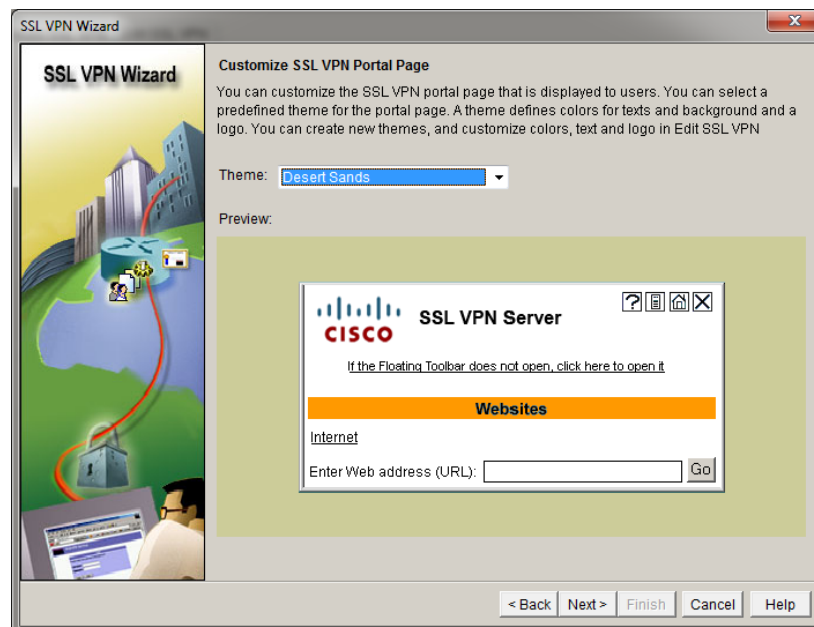 SSL VPN Wizard
SSL VPN Wizard
Customize SSL VPN Portal Page
You can customize the SSL VPN portal page that is displayed to users. You can select a
predefined theme for the portal page. A theme defines colors for texts and background and a
logo. You can create new themes, and customize colors, text and logo in Edit SSL VPN
Theme: Desert Sands
Preview:
CISCO SSL VPN Server
If the Floating Toolbar does not open, click here to open it
Websites
Internet
Enter Web address (URL): Go
< Back Next > Finish Cancel Help